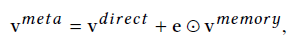 v^{meta} = v^{direct} + e ⊙ v^{memory},